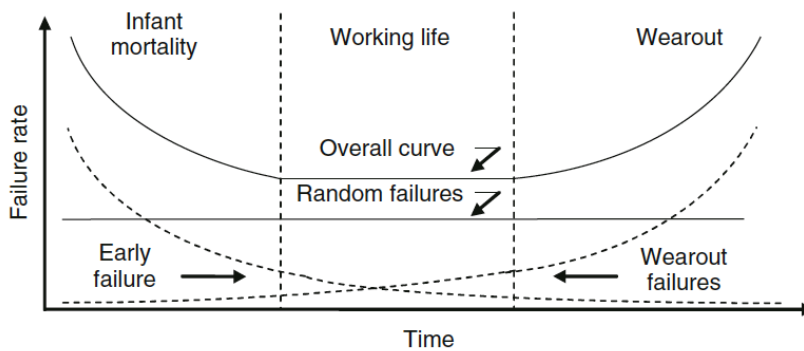 Infant
mortality
Working life
Wearout
Failure rate
Overall curve
Random failures
Early
failure
Wearout
failures
Time